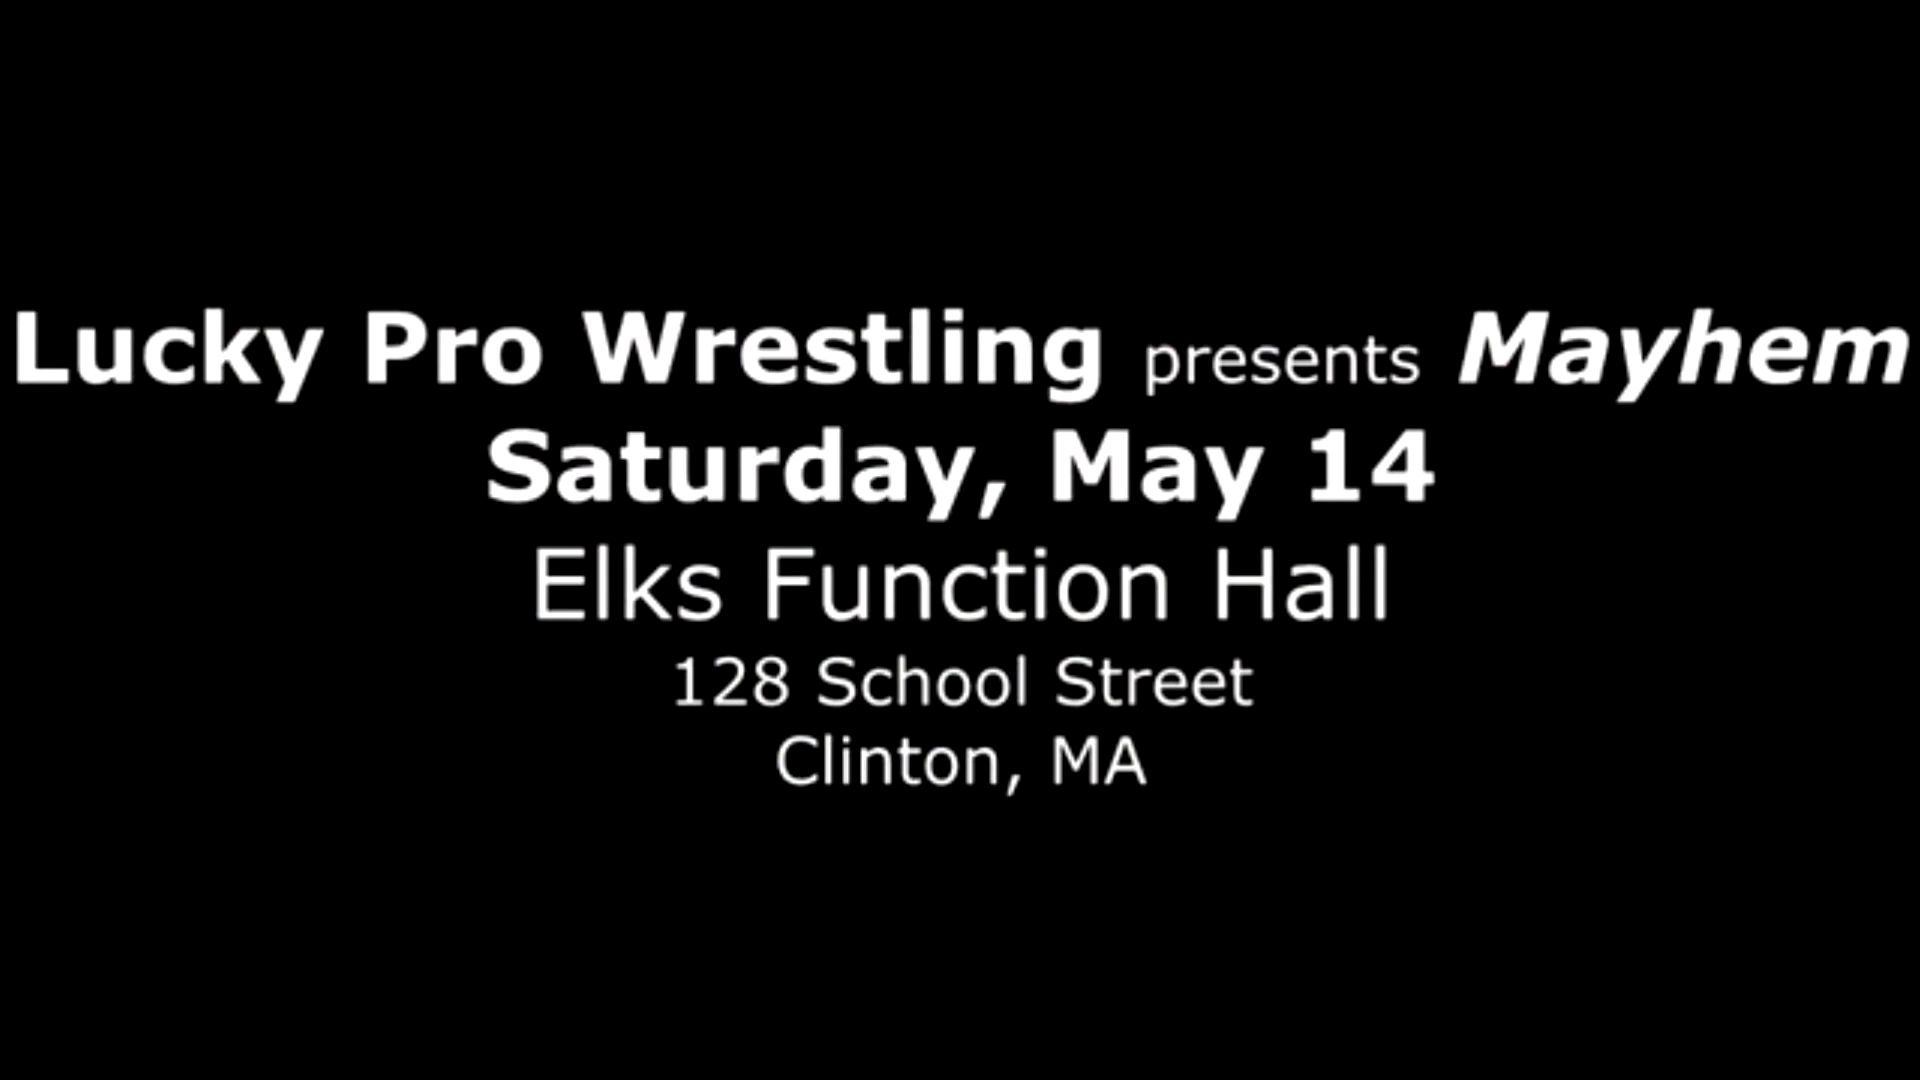 Lucky Pro Wrestling presents Mayhem
Saturday, May 14
Elks Function Hall
128 School Street
Clinton, MA